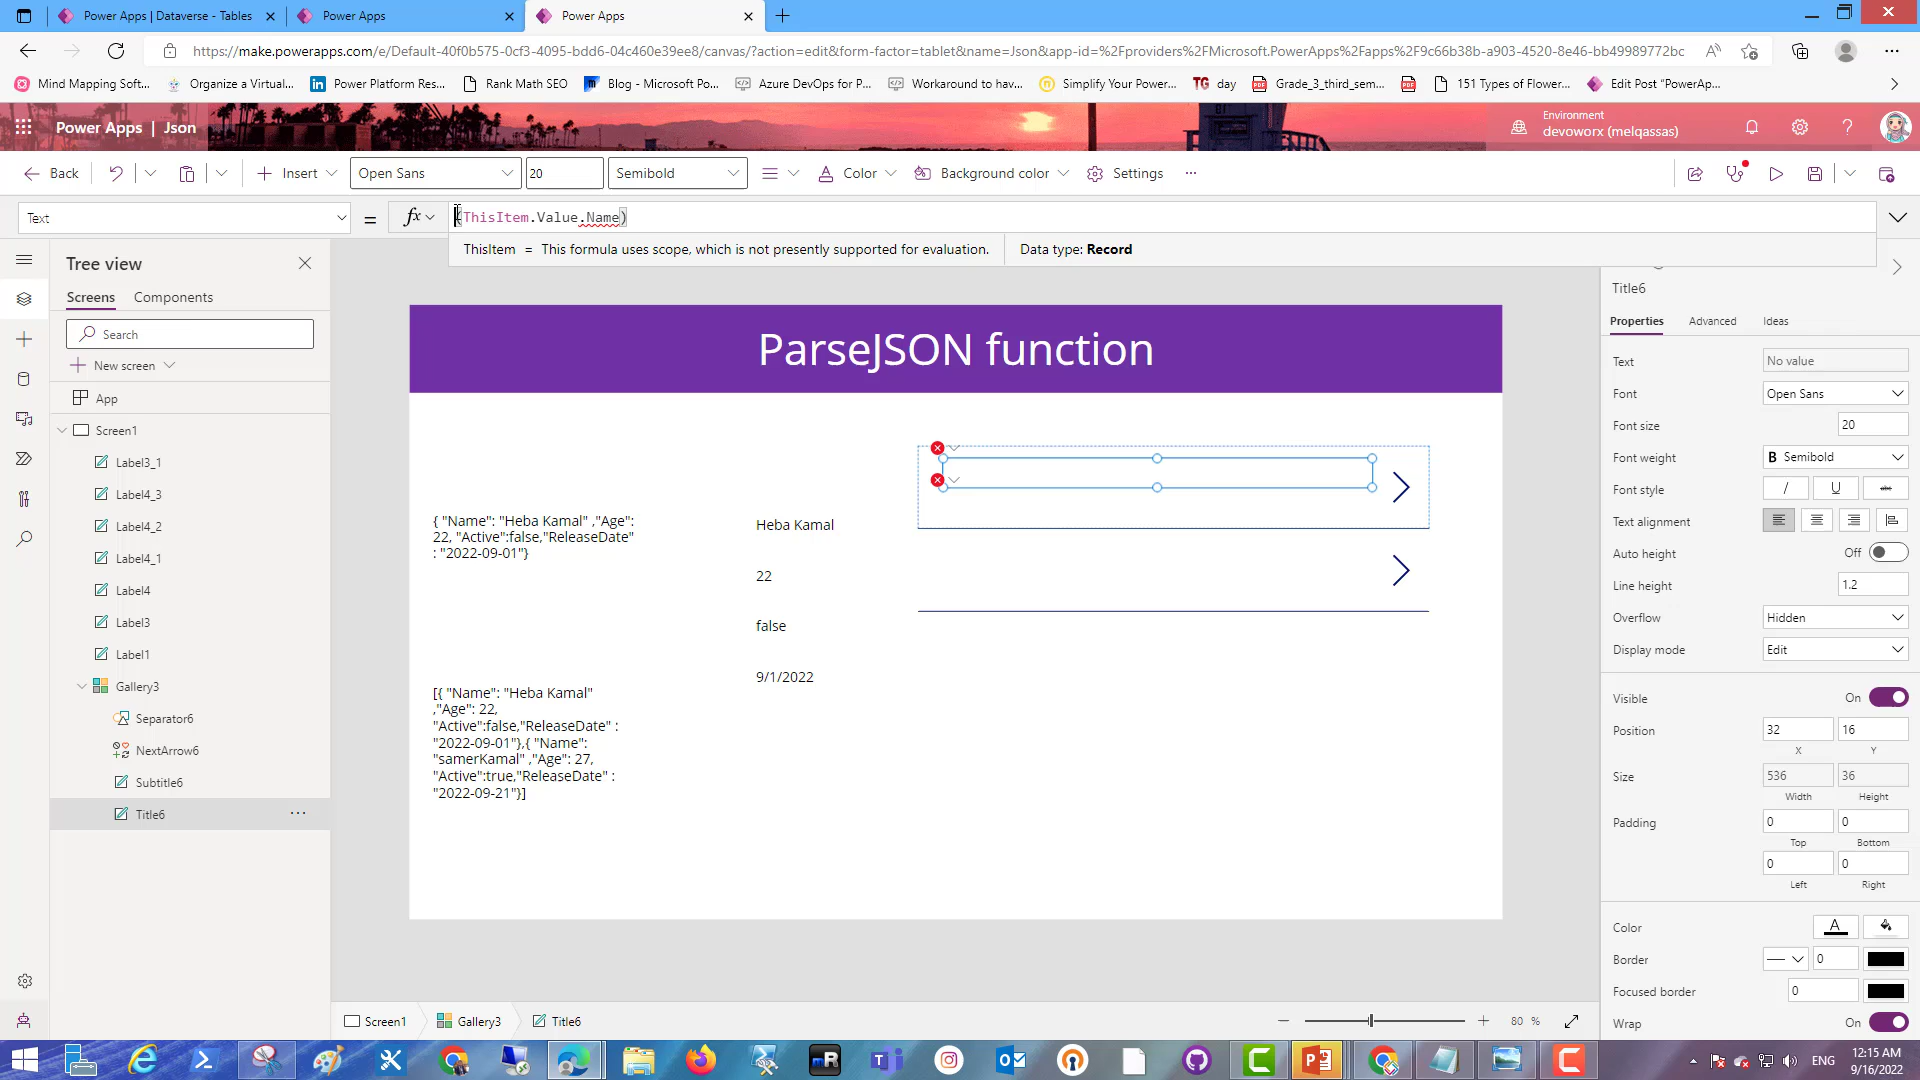 Power Apps | Dataverse - Tables
Power Apps
Power Apps
https://make.powerapps.com/e/Default-40f0b575-0cf3-4095-bdd6-04c460e39ee8/canvas/?action=edit&form-factor=tablet&name=Json&app-id=%2Fproviders%2FMicrosoft.PowerApps%2Fapps%2F9c66b38b-a903-4520-8e46-bb49989772bc
Mind Mapping Soft...
Organize a Virtual...
Power Platform Res...
Rank Math SEO
Blog - Microsoft Po...
Azure DevOps for P...
Workaround to hav...
Simplify Your Power...
TG day
Grade_3_third_sem...
151 Types of Flower...
Edit Post "PowerAp...
Power Apps | Json
Environment
devoworx (melqassas)
Back
Insert
Open Sans
20
Semibold
Color
Background color
Settings
Text
=
fx
(ThisItem.Value.Name)
ThisItem = This formula uses scope, which is not presently supported for evaluation.
Data type: Record
Tree view
Screens
Components
Search
New screen
App
Screen1
Label3_1
Label4_3
Label4_2
Label4_1
Label4
Label3
Label1
Gallery3
Separator6
NextArrow6
Subtitle6
Title6
ParseJSON function
{ "Name": "Heba Kamal" ,"Age":
22, "Active":false,"ReleaseDate"
: "2022-09-01"}
Heba Kamal
22
false
9/1/2022
[{ "Name": "Heba Kamal"
,"Age": 22,
"Active":false,"ReleaseDate" :
"2022-09-01"},{ "Name":
"samerKamal" ,"Age": 27,
"Active":true,"ReleaseDate" :
"2022-09-21"}]
Title6
Properties
Advanced
Ideas
Text
No value
Font
Open Sans
Font size
20
Font weight
B Semibold
Font style
/ U abc
Text alignment
Auto height
Off
Line height
1.2
Overflow
Hidden
Display mode
Edit
Visible
On
Position
32
16
X
Y
Size
536
36
Width
Height
Padding
0
0
Top
Bottom
0
0
Left
Right
Color
A
Border
0
Focused border
0
Wrap
On
Screen1
Gallery3
Title6
80 %
ENG
12:15 AM
9/16/2022